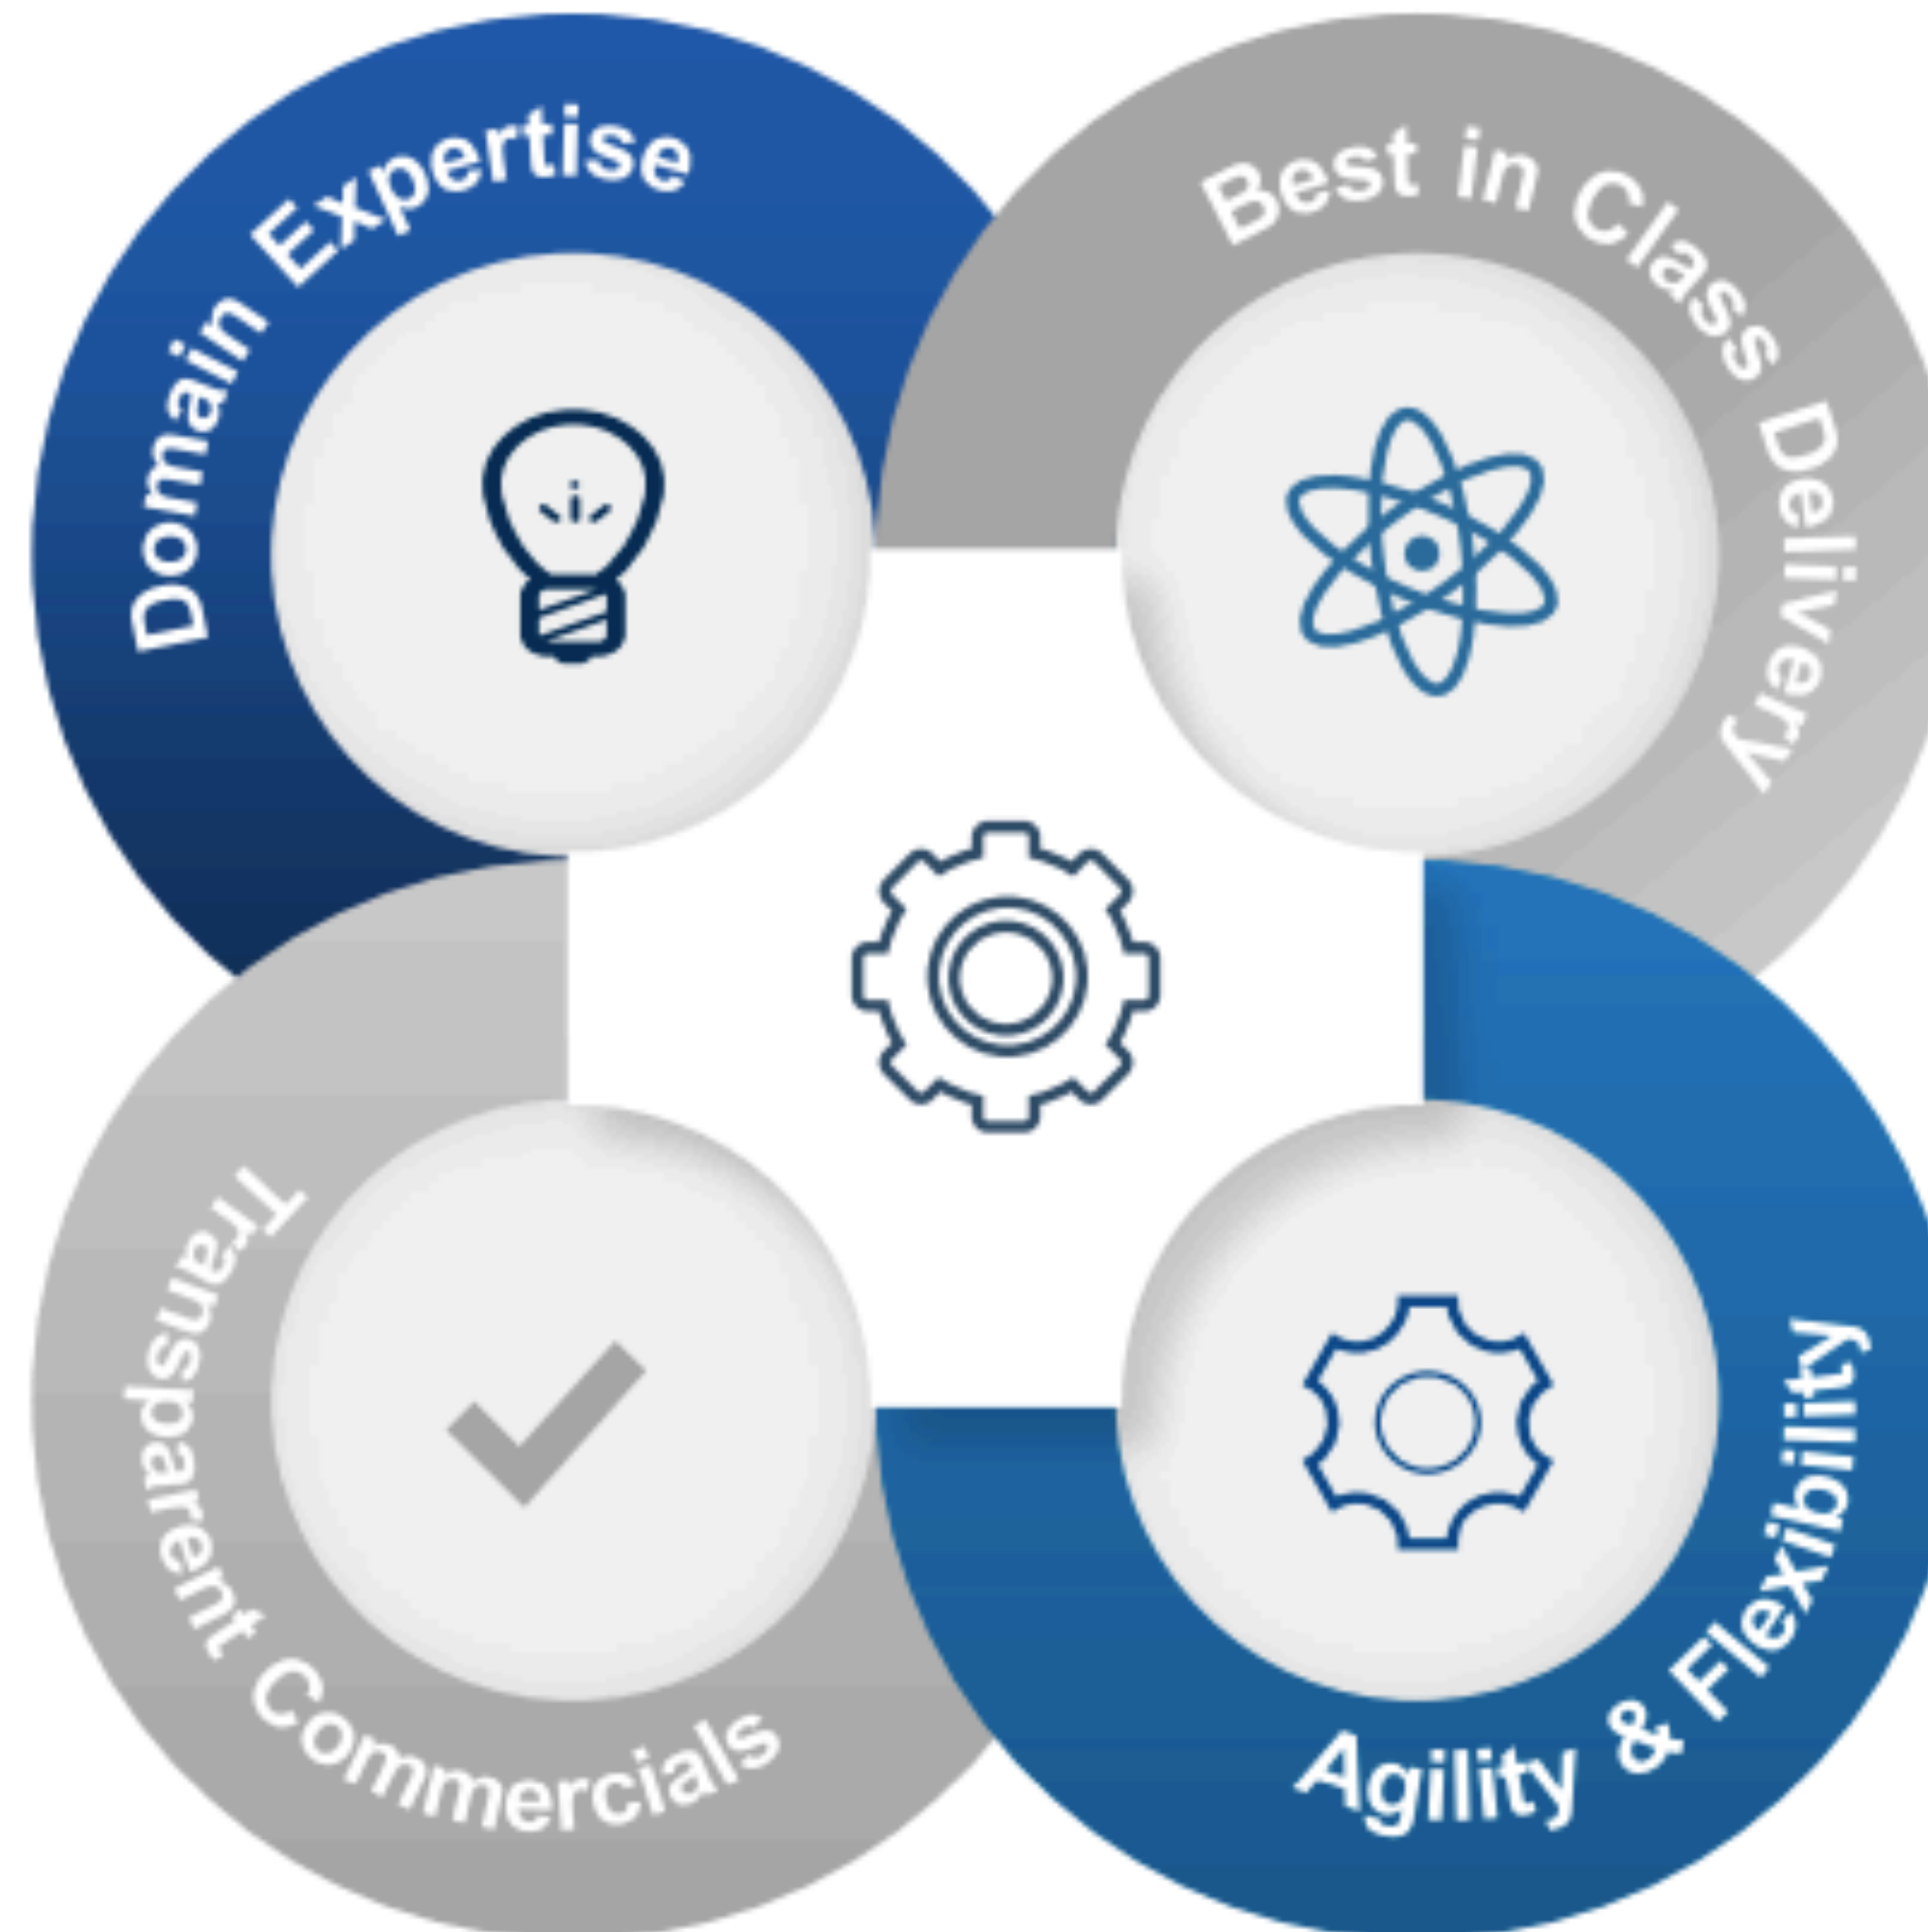 Domain Expertise
Best in Class Delivery
Transparent Commercials
Agility & Flexibility